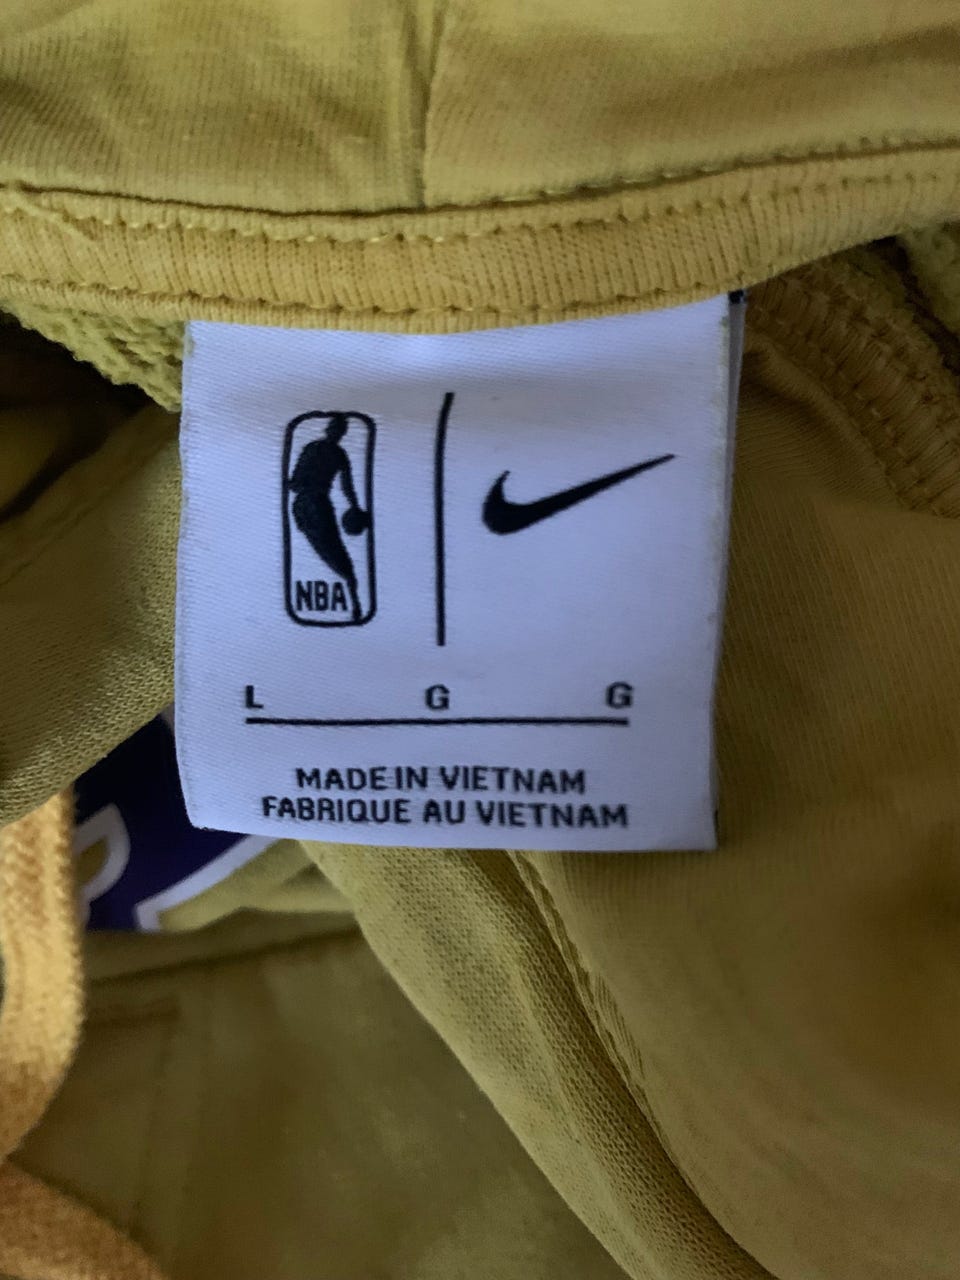 NBA
L G G
MADE IN VIETNAM
FABRIQUE AU VIETNAM